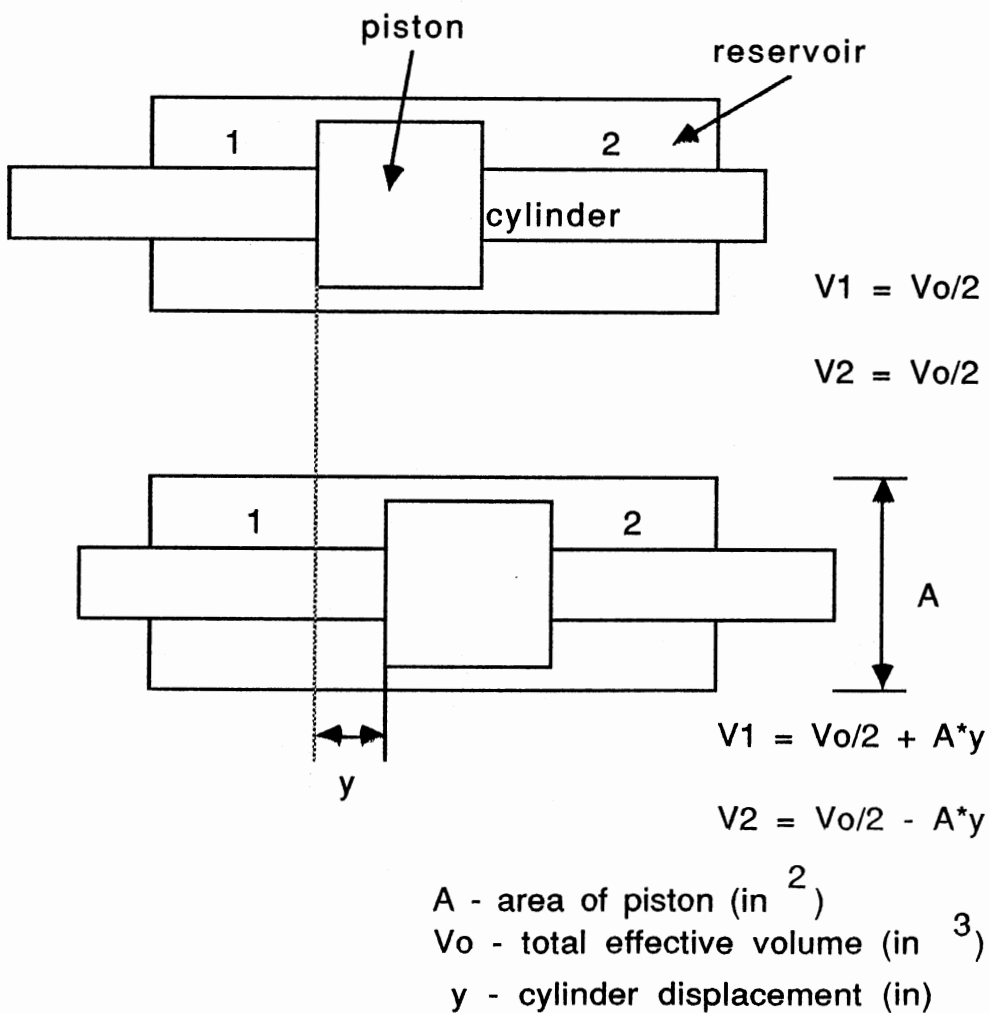 piston
reservoir
1
2
cylinder
V1 = Vo/2
V2 = Vo/2
1
2
A
V1 = Vo/2 + A*y
y
V2 = Vo/2 - A*y
A - area of piston (in 2)
Vo - total effective volume (in 3)
y - cylinder displacement (in)